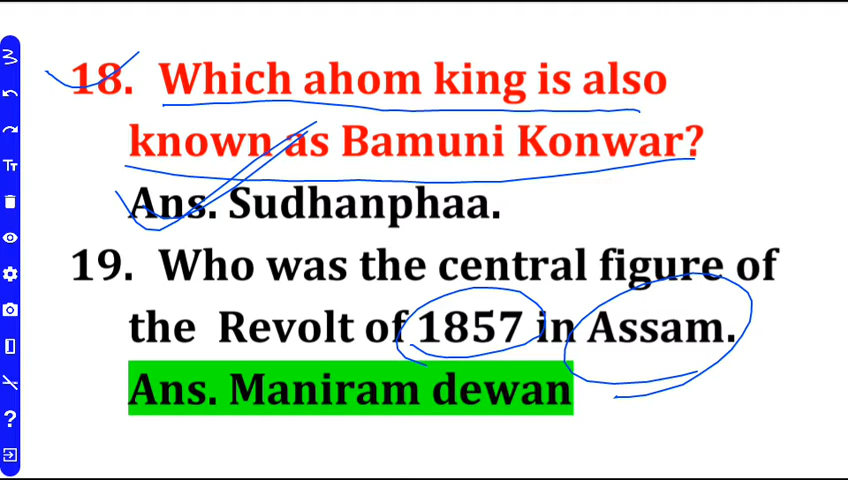 18. Which ahom king is also
known as Bamuni Konwar?
Ans. Sudhanphaa.
19. Who was the central figure of
the Revolt of 1857 in Assam.
Ans. Maniram dewan